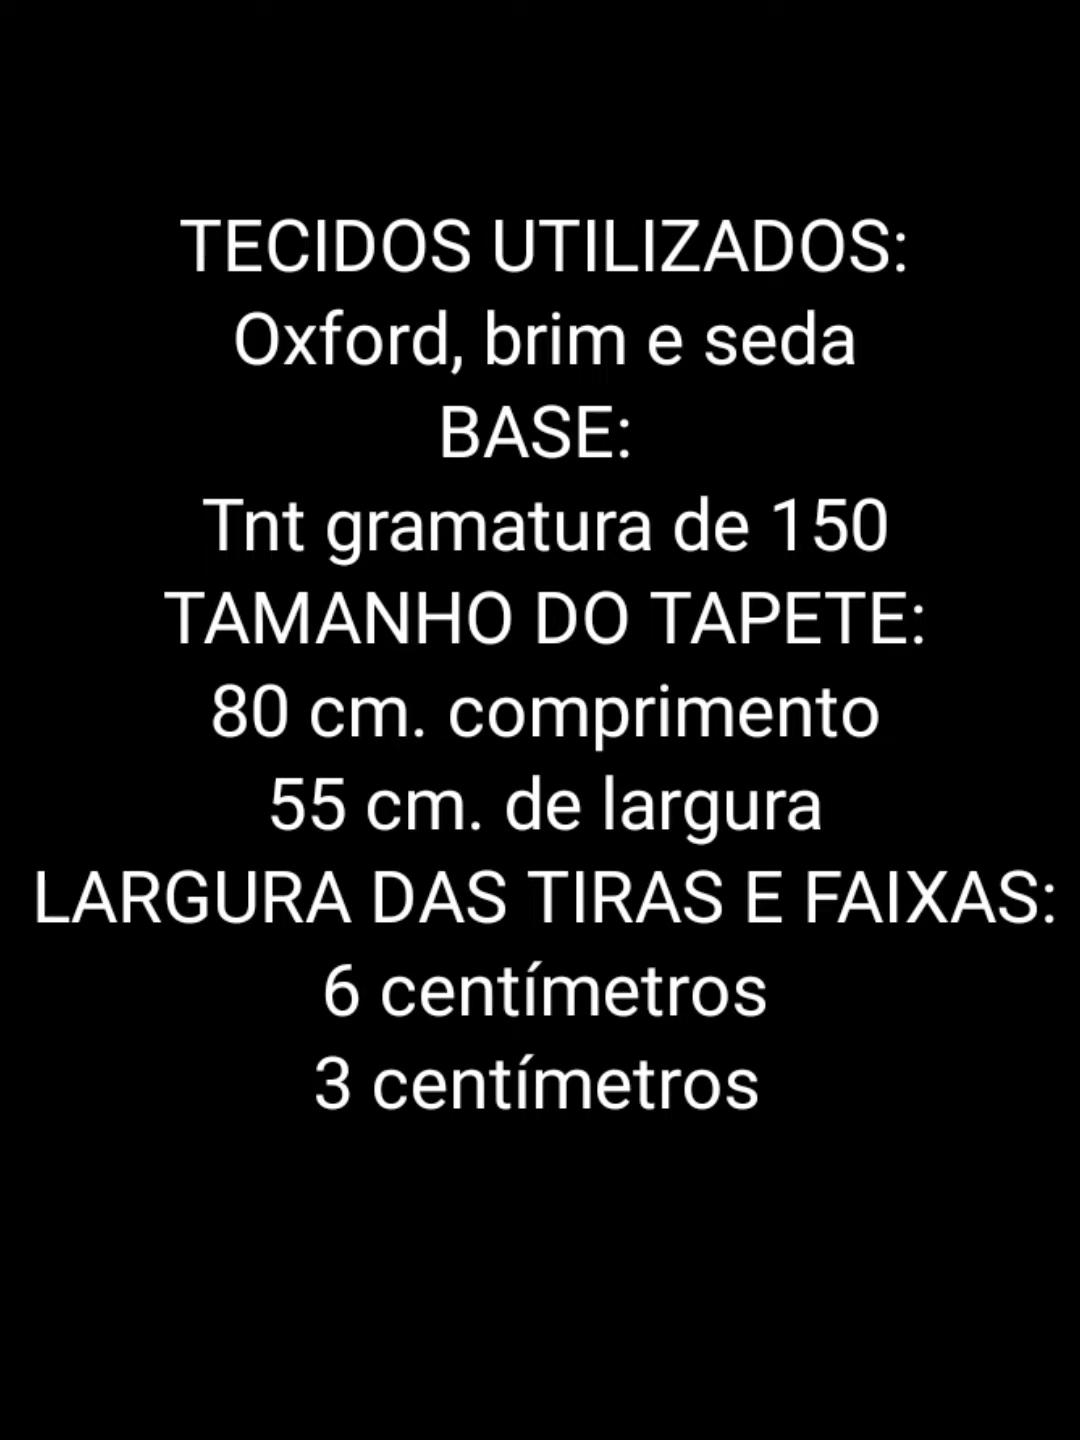 TECIDOS UTILIZADOS:
Oxford, brim e seda
BASE:
Tnt gramatura de 150
TAMANHO DO TAPETE:
80 cm. comprimento
55 cm. de largura
LARGURA DAS TIRAS E FAIXAS:
6 centímetros
3 centímetros